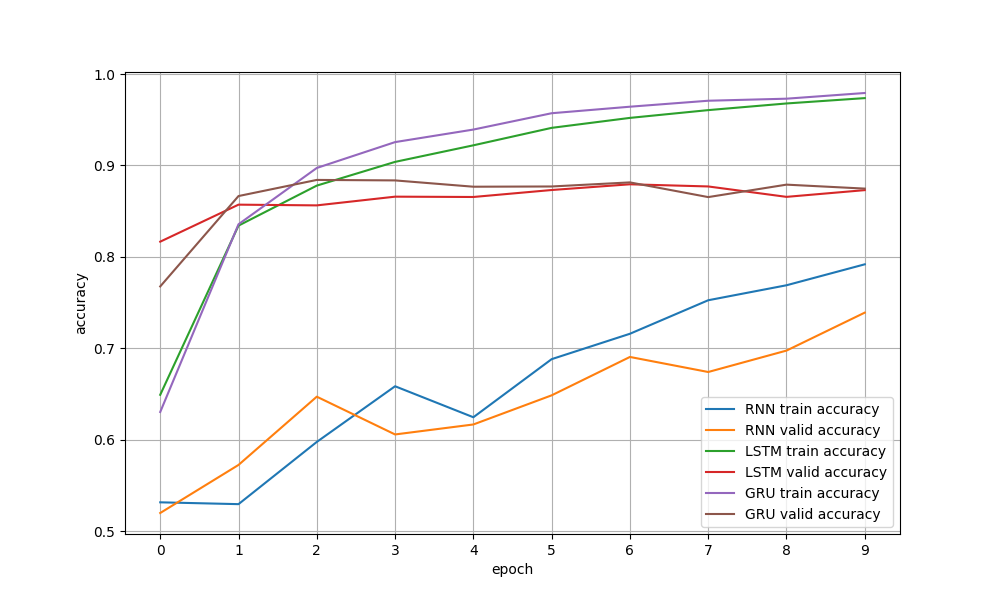 1.0
0.9
0.8
0.7
0.6
0.5
accuracy
0 1 2 3 4 5 6 7 8 9
epoch
RNN train accuracy
RNN valid accuracy
LSTM train accuracy
LSTM valid accuracy
GRU train accuracy
GRU valid accuracy